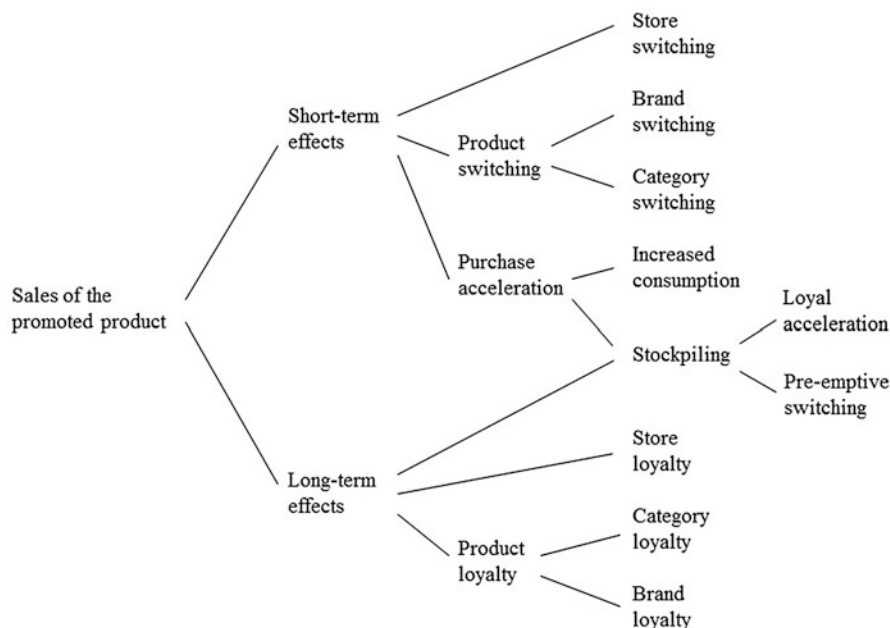 Store
switching
Short-term
effects
Brand
switching
Product
switching
Category
switching
Purchase
acceleration
Increased
consumption
Sales of the
promoted product
Loyal
acceleration
Stockpiling
Pre-emptive
switching
Store
loyalty
Long-term
effects
Category
loyalty
Product
loyalty
Brand
loyalty